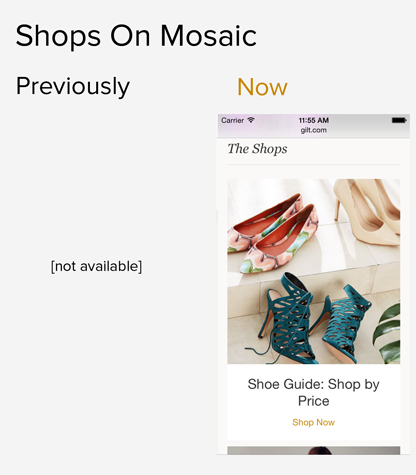 Shops On Mosaic
Previously
Now
Carrier
11:55 AM
gilt.com
The Shops
[not available]
Shoe Guide: Shop by
Price
Shop Now